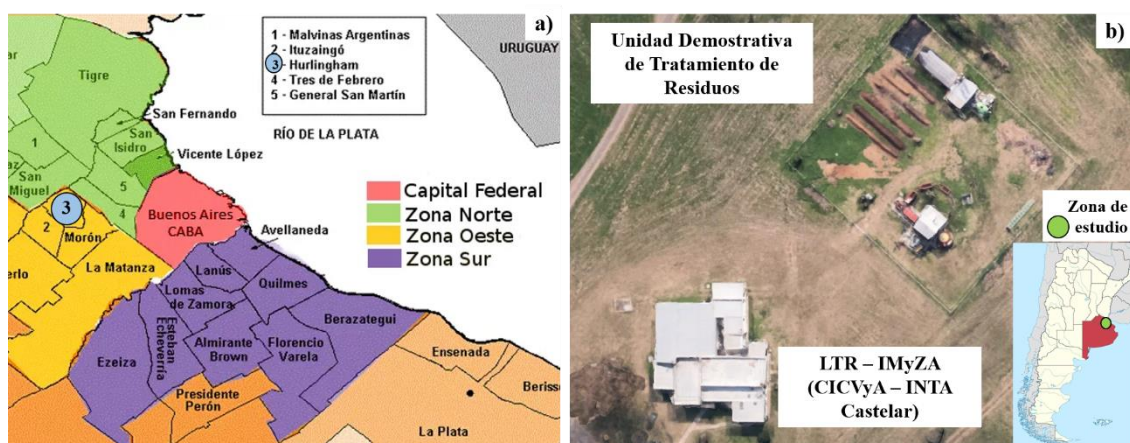 a)
1 - Malvinas Argentinas
2 - Ituzaingó
3 - Hurlingham
4 - Tres de Febrero
5 - General San Martín
URUGUAY
Tigre
San Fernando
RÍO DE LA PLATA
San
Isidro
1
Vicente López
San
Miguel
5
4
3
2
Buenos Aires
CABA
Capital Federal
Zona Norte
Zona Oeste
Zona Sur
Morón
Avellaneda
La Matanza
Lanús
Lomas
de Zamora
Quilmes
Esteban
Echeverría
Berazategui
Ezeiza
Almirante
Brown
Florencio
Varela
Ensenada
Presidente
Perón
La Plata
b)
Unidad Demostrativa
de Tratamiento de
Residuos
Zona de
estudio
LTR – IMyZA
(CICVyA – INTA
Castelar)